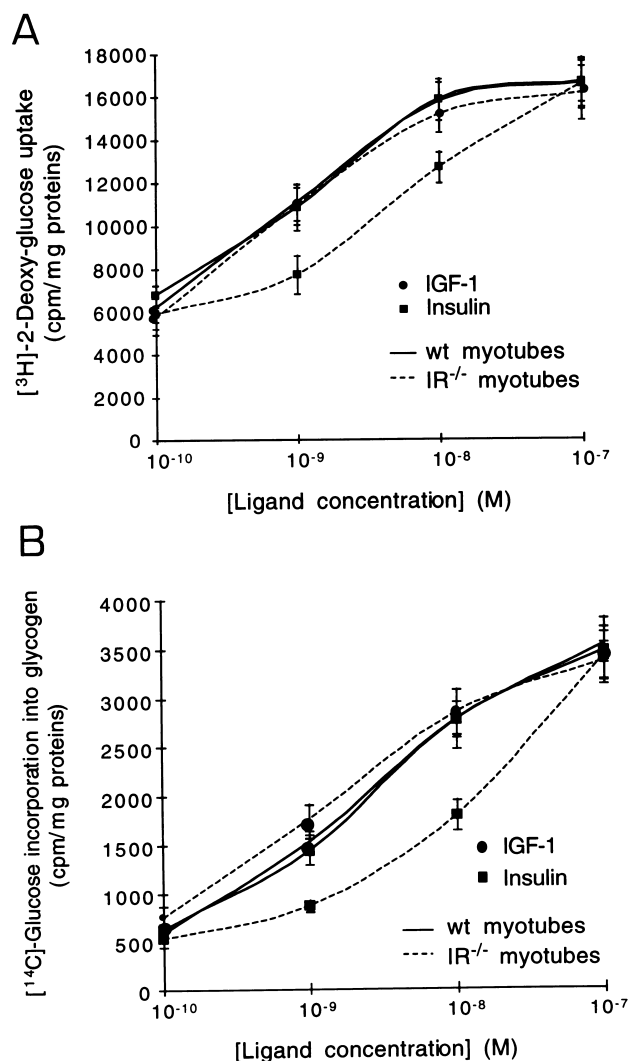 A
[³H]-2-Deoxy-glucose uptake
(cpm/mg proteins)
18000
16000
14000
12000
10000
8000
6000
4000
2000
0
IGF-1
Insulin
wt myotubes
IR⁻/⁻ myotubes
10⁻¹⁰
10⁻⁹
10⁻⁸
10⁻⁷
[Ligand concentration] (M)
B
[¹⁴C]-Glucose incorporation into glycogen
(cpm/mg proteins)
4000
3500
3000
2500
2000
1500
1000
500
0
IGF-1
Insulin
wt myotubes
IR⁻/⁻ myotubes
10⁻¹⁰
10⁻⁹
10⁻⁸
10⁻⁷
[Ligand concentration] (M)